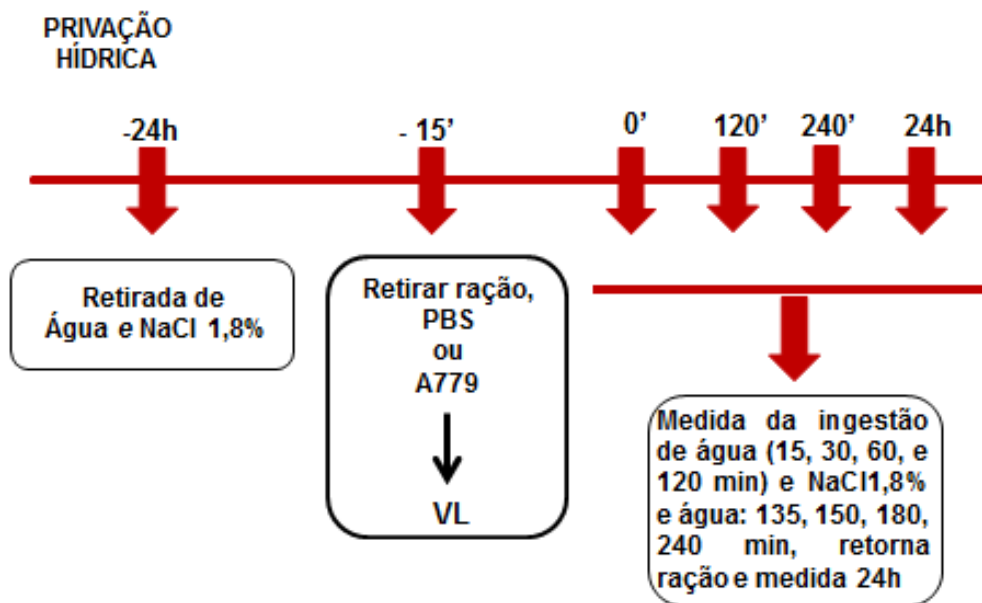 PRIVAÇÃO
HÍDRICA
-24h
- 15'
0'
120'
240'
24h
Retirada de
Água e NaCl 1,8%
Retirar ração,
PBS
ou
A779
VL
Medida da ingestão
de água (15, 30, 60, e
120 min) e NaCl1,8%
e água: 135, 150, 180,
240 min, retorna
ração e medida 24h